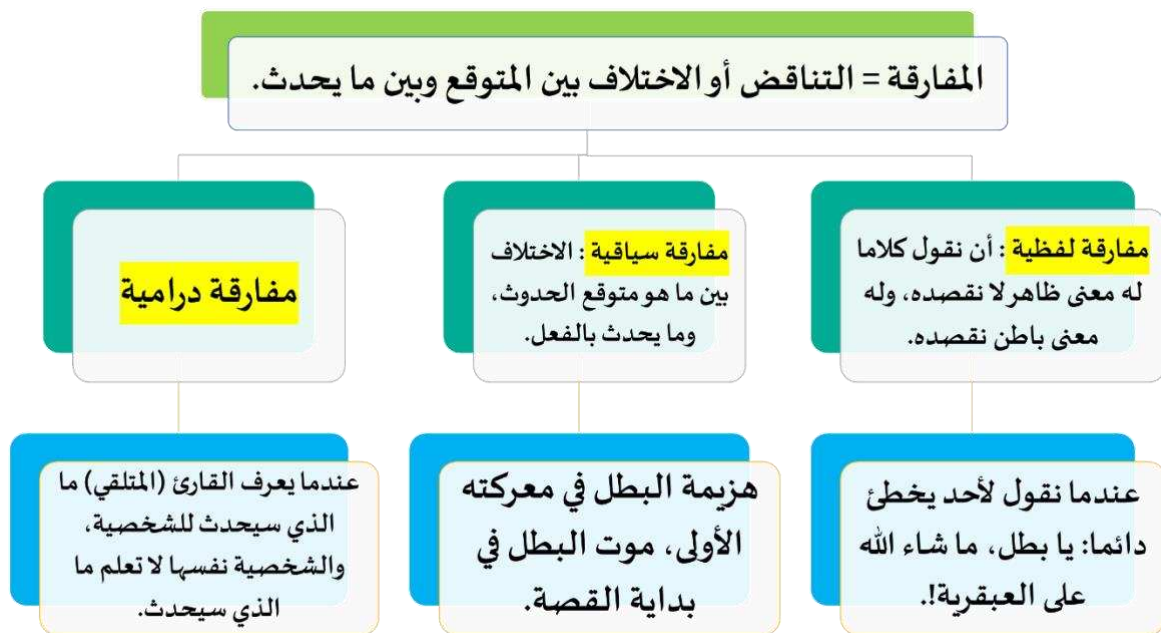 المفارقة = التناقض أو الاختلاف بين المتوقع وبين ما يحدث.
مفارقة لفظية : أن نقول كلاما
له معنى ظاهر لا نقصده، وله
معنى باطن نقصده.
مفارقة سياقية : الاختلاف
بين ما هو متوقع الحدوث،
وما يحدث بالفعل.
مفارقة درامية
عندما نقول لأحد يخطئ
دائما: يا بطل، ما شاء الله
على العبقرية!.
هزيمة البطل في معركته
الأولى، موت البطل في
بداية القصة.
عندما يعرف القارئ (المتلقي) ما
الذي سيحدث للشخصية،
والشخصية نفسها لا تعلم ما
الذي سيحدث.